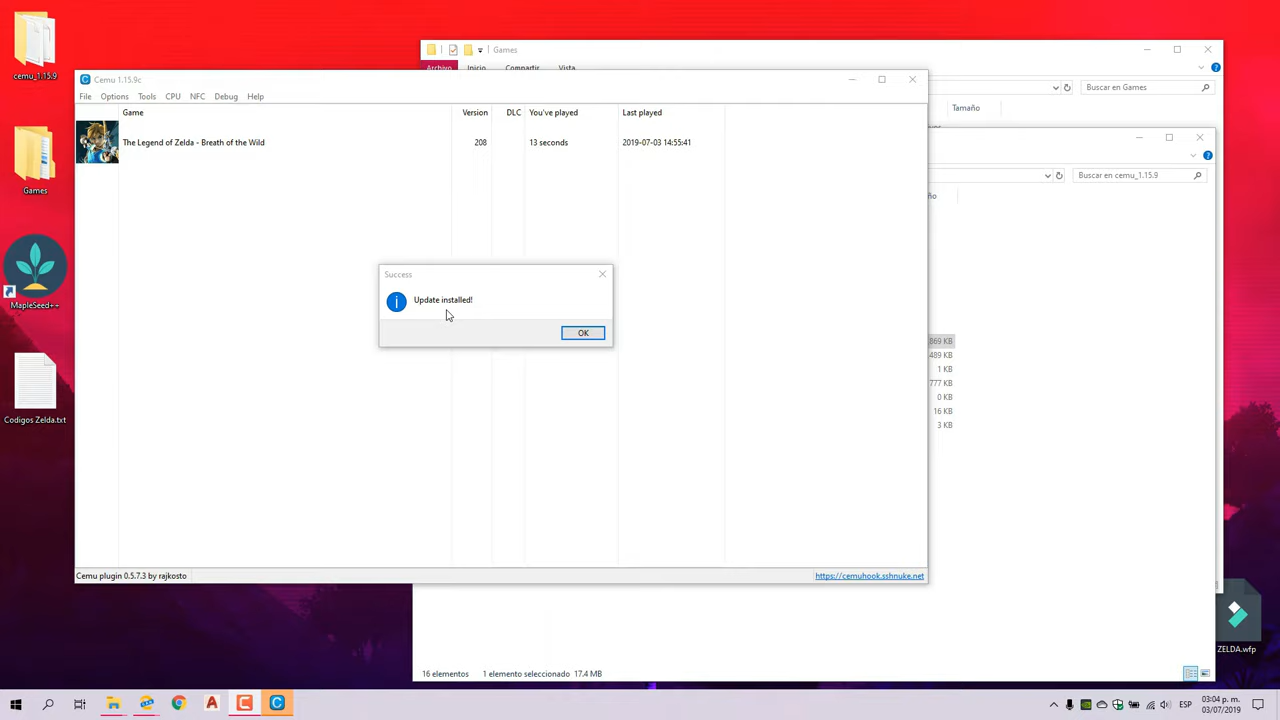 cemu_1.15.9
Games
MapleSeed++
Codigos Zelda.txt
Games
Archivo Inicio Compartir Vista
Buscar en Games
Tamaño
Buscar en cemu_1.15.9
ño
869 KB
489 KB
1 KB
777 KB
0 KB
16 KB
3 KB
Cemu 1.15.9c
File Options Tools CPU NFC Debug Help
Game Version DLC You've played Last played
The Legend of Zelda - Breath of the Wild 208 13 seconds 2019-07-03 14:55:41
Success
Update installed!
OK
Cemu plugin 0.5.7.3 by rajkosto
https://cemuhook.sshnuke.net
ZELDA.wfp
16 elementos 1 elemento seleccionado 17.4 MB
ESP
03:04 p. m.
03/07/2019